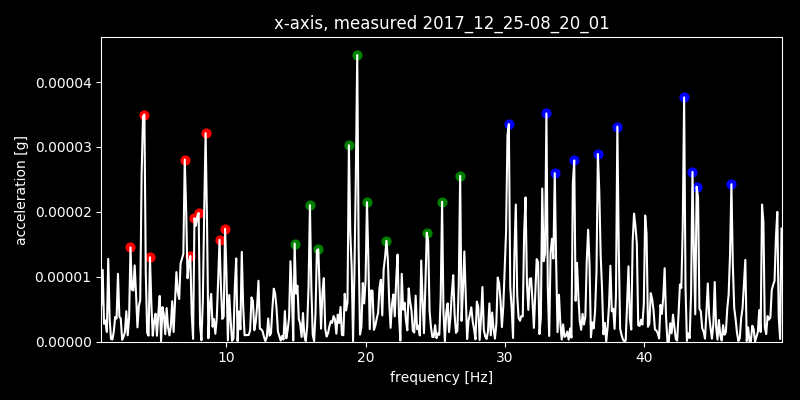 x-axis, measured 2017_12_25-08_20_01
acceleration [g]
0.00004
0.00003
0.00002
0.00001
0.00000
10 20 30 40
frequency [Hz]